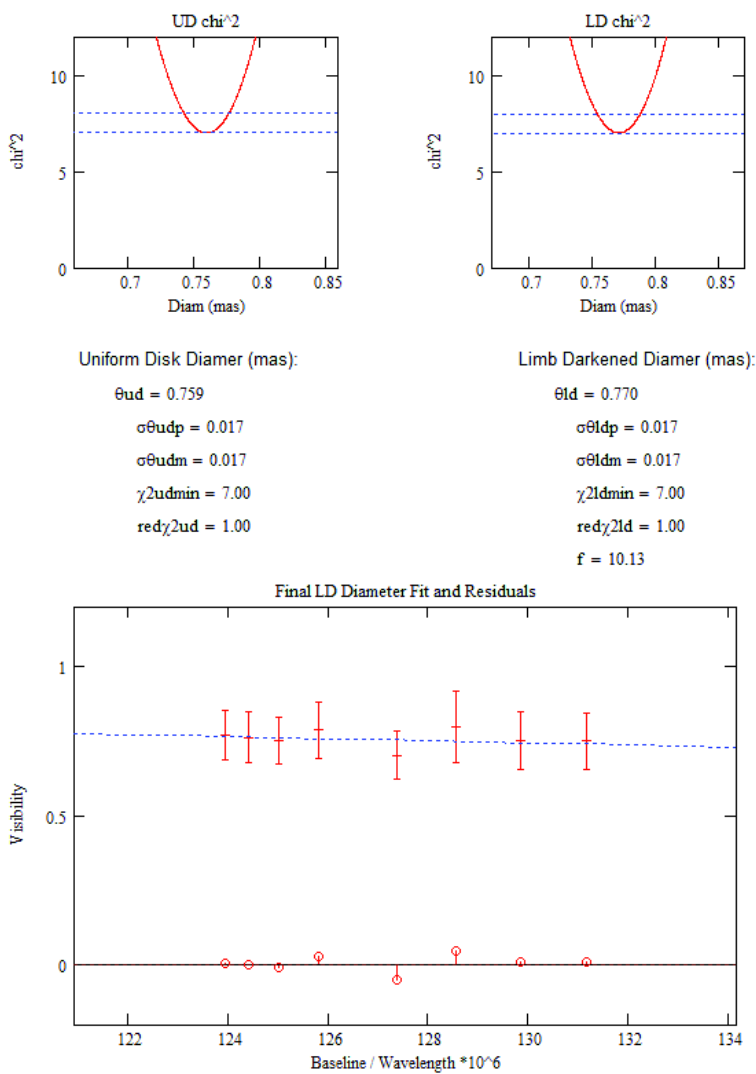 UD chi^2
10
5
0
chi^2
0.7 0.75 0.8 0.85
Diam (mas)
LD chi^2
10
5
0
chi^2
0.7 0.75 0.8 0.85
Diam (mas)
Uniform Disk Diamer (mas):
θud = 0.759
σθudp = 0.017
σθudm = 0.017
χ2udmin = 7.00
redχ2ud = 1.00
Limb Darkened Diamer (mas):
θld = 0.770
σθldp = 0.017
σθldm = 0.017
χ2ldmin = 7.00
redχ2ld = 1.00
f = 10.13
Final LD Diameter Fit and Residuals
1
0.5
0
Visibility
122 124 126 128 130 132 134
Baseline / Wavelength *10^6